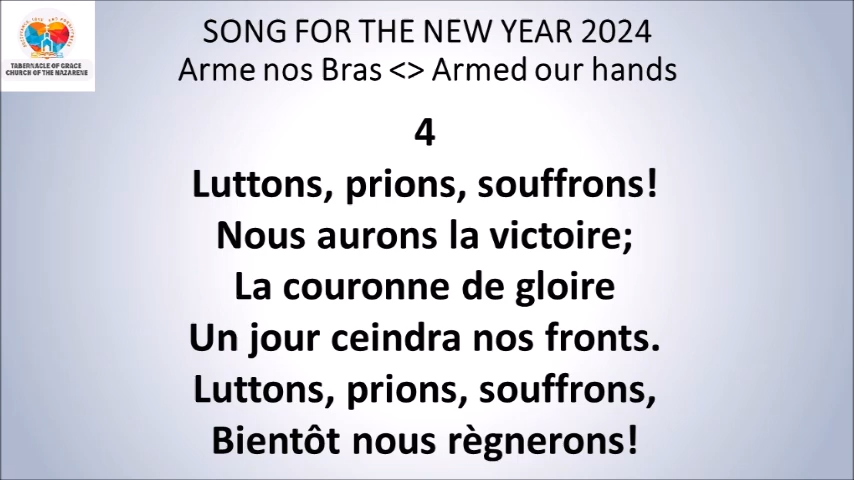 TABERNACLE OF GRACE
CHURCH OF THE NAZARENE
SONG FOR THE NEW YEAR 2024
Arme nos Bras <> Armed our hands
4
Luttons, prions, souffrons!
Nous aurons la victoire;
La couronne de gloire
Un jour ceindra nos fronts.
Luttons, prions, souffrons,
Bientôt nous règnerons!